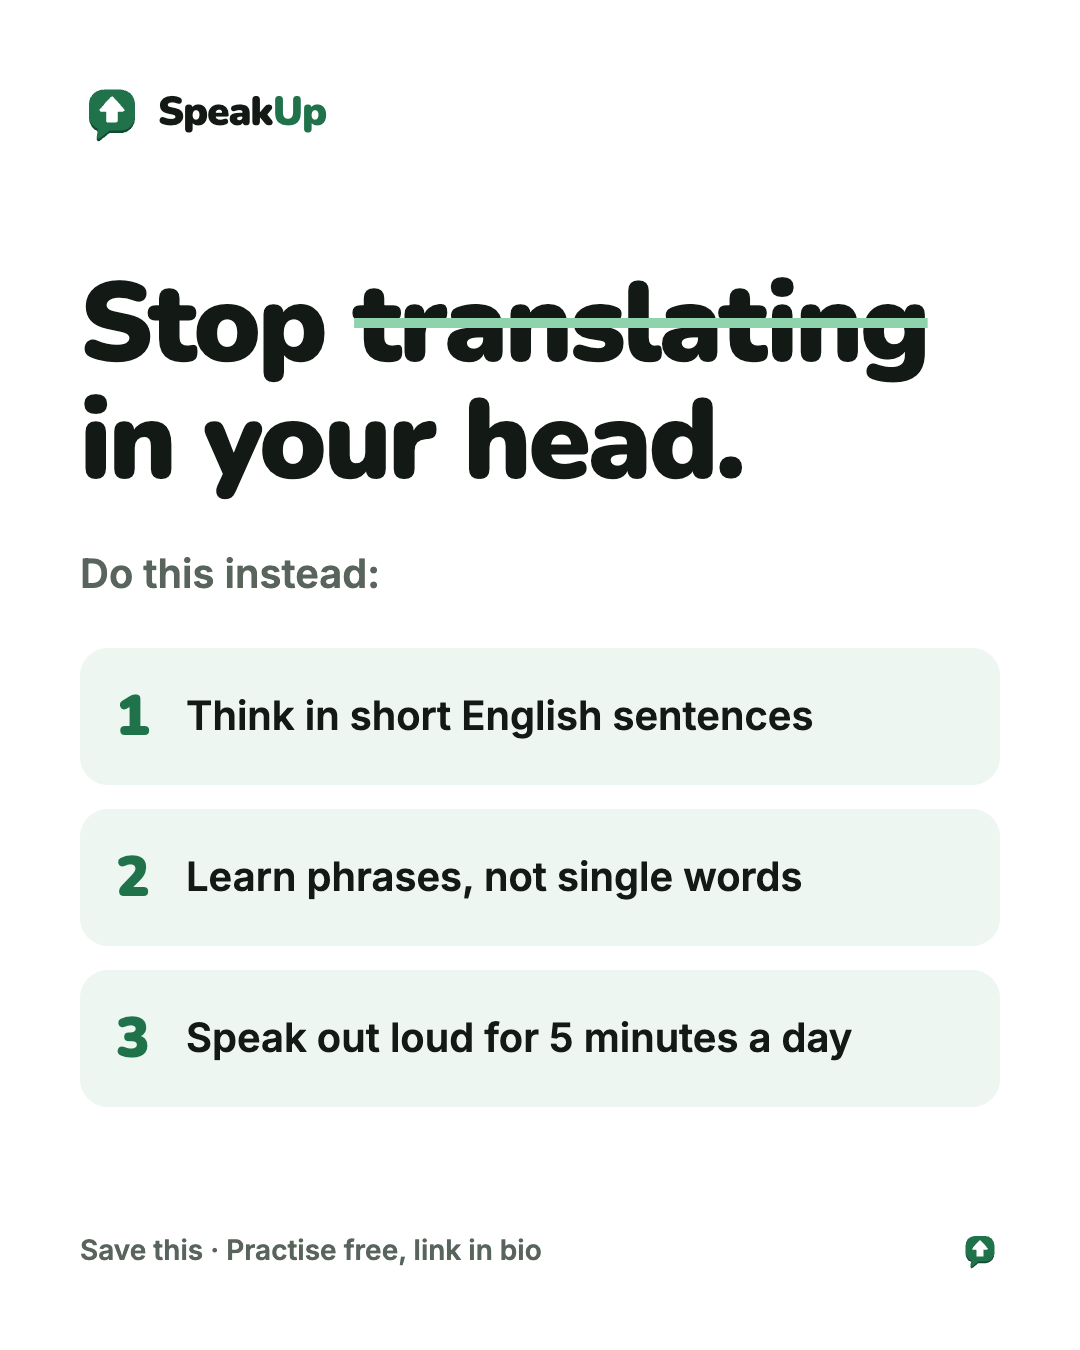 SpeakUp
Stop translating
in your head.
Do this instead:
1 Think in short English sentences
2 Learn phrases, not single words
3 Speak out loud for 5 minutes a day
Save this · Practise free, link in bio